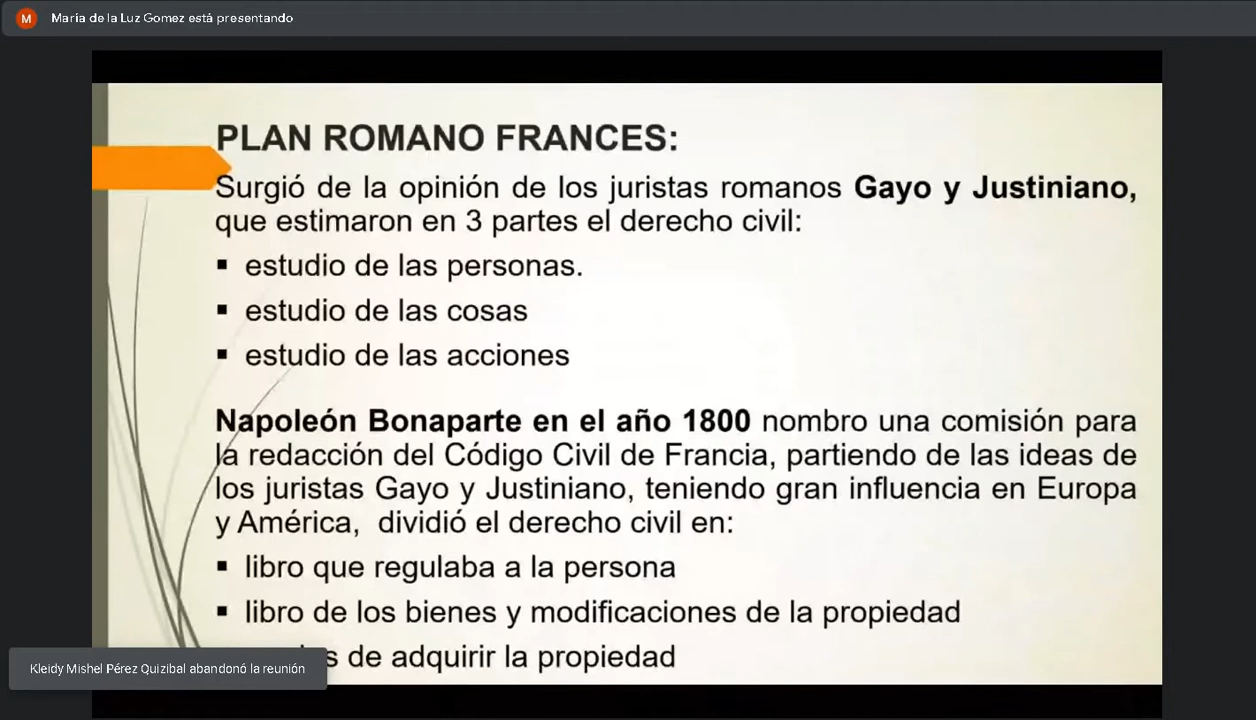 M María de la Luz Gomez está presentando
PLAN ROMANO FRANCES:
Surgió de la opinión de los juristas romanos Gayo y Justiniano,
que estimaron en 3 partes el derecho civil:
▪ estudio de las personas.
▪ estudio de las cosas
▪ estudio de las acciones
Napoleón Bonaparte en el año 1800 nombro una comisión para
la redacción del Código Civil de Francia, partiendo de las ideas de
los juristas Gayo y Justiniano, teniendo gran influencia en Europa
y América, dividió el derecho civil en:
▪ libro que regulaba a la persona
▪ libro de los bienes y modificaciones de la propiedad
de adquirir la propiedad
Kleidy Mishel Pérez Quizibal abandonó la reunión